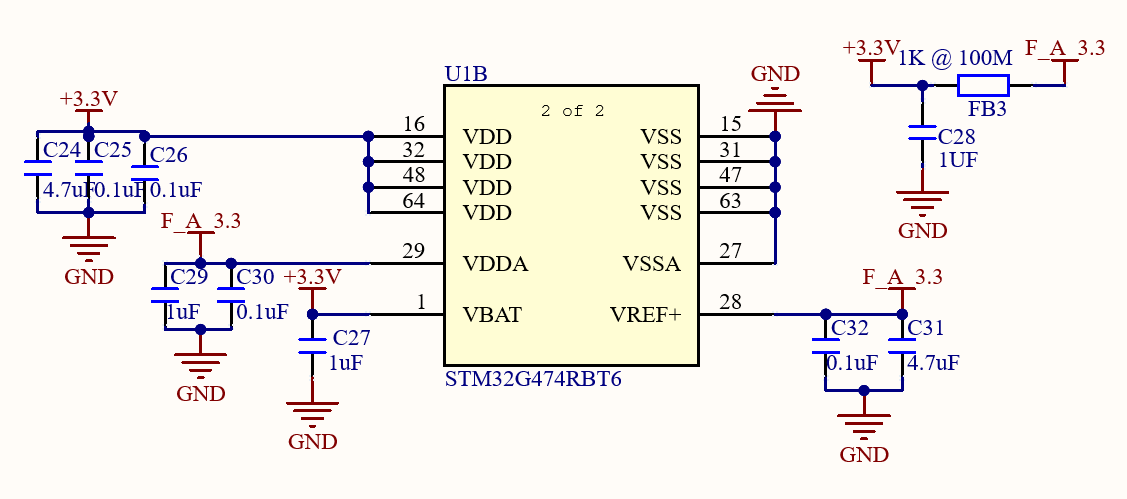 +3.3V
C24
C25
C26
4.7uF
0.1uF
0.1uF
GND
F_A_3.3
C29
C30
1uF
0.1uF
GND
+3.3V
C27
1uF
GND
U1B
2 of 2
16 VDD
32 VDD
48 VDD
64 VDD
29 VDDA
1 VBAT
VSS 15
VSS 31
VSS 47
VSS 63
VSSA 27
VREF+ 28
STM32G474RBT6
GND
+3.3V
1K @ 100M
F_A_3.3
FB3
C28
1UF
GND
F_A_3.3
C32
C31
0.1uF
4.7uF
GND